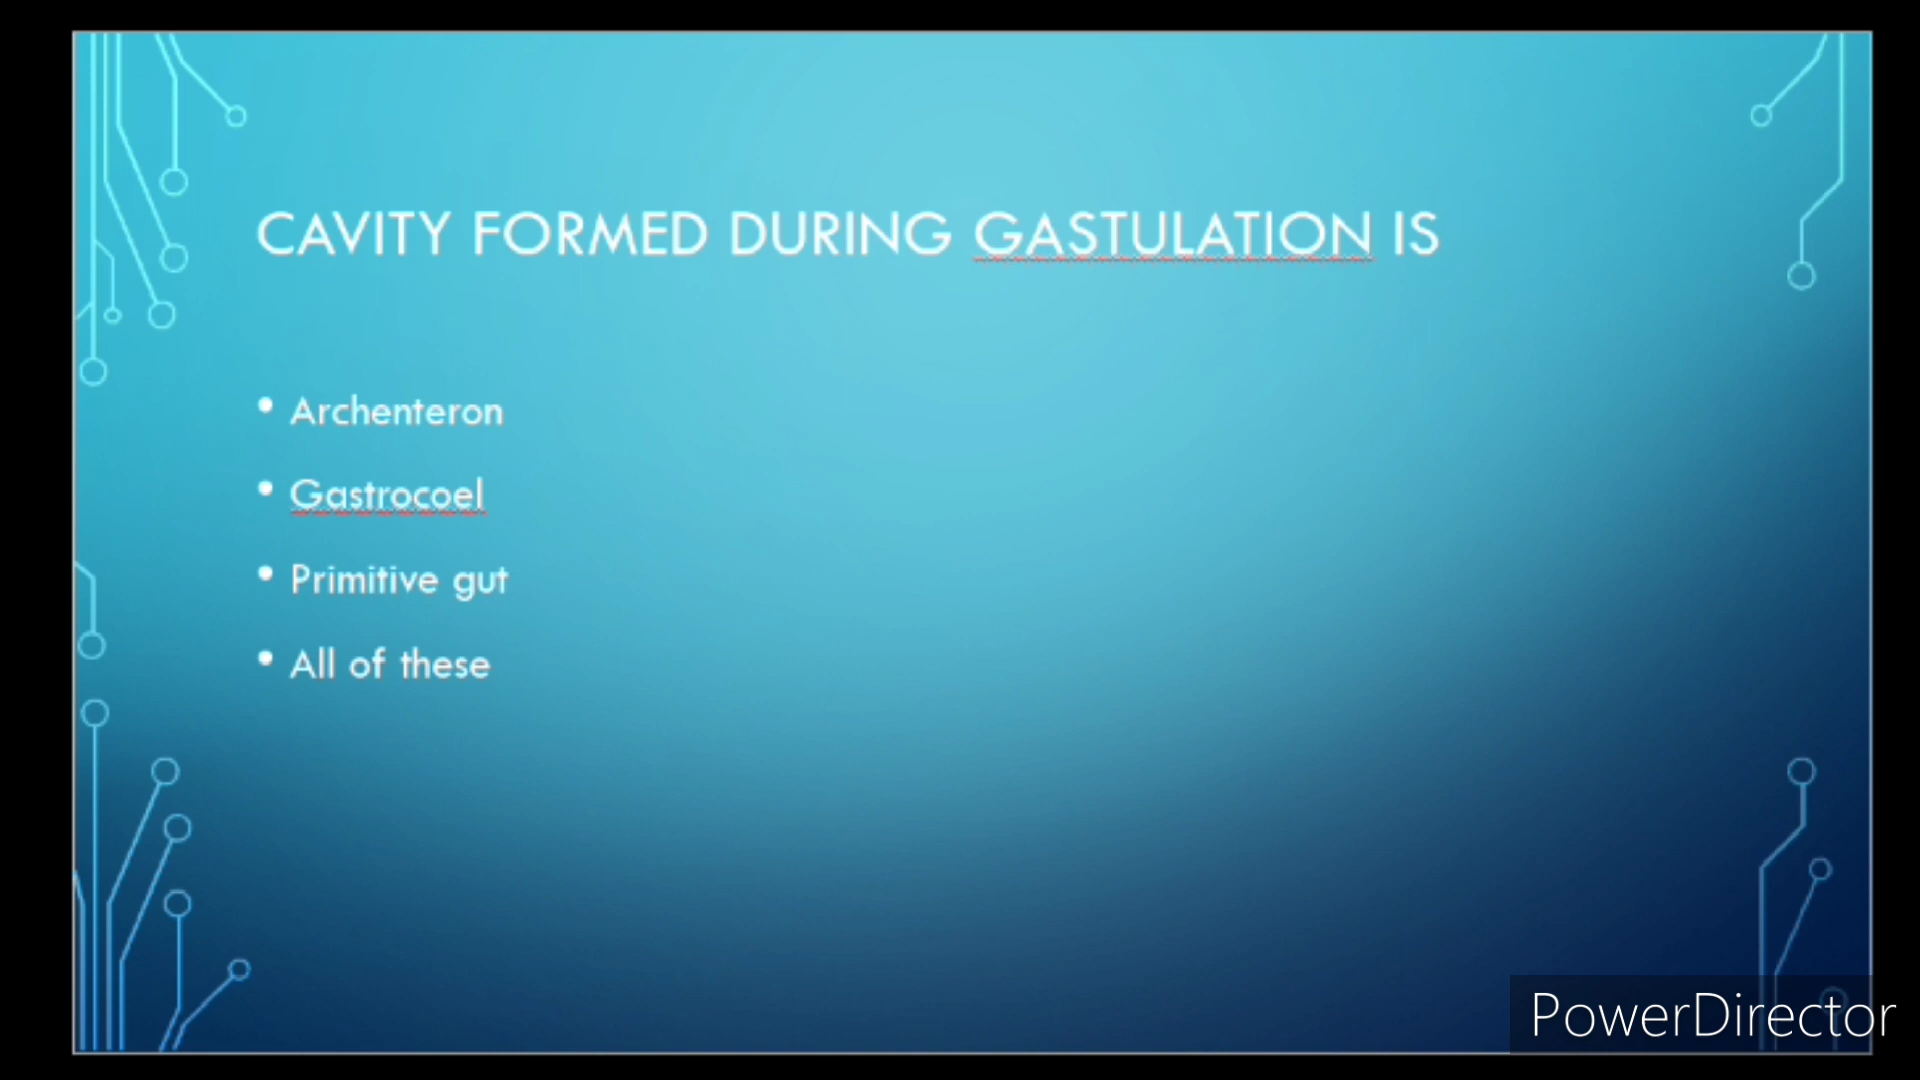 CAVITY FORMED DURING GASTULATION IS
• Archenteron
• Gastrocoel
• Primitive gut
• All of these
PowerDirector